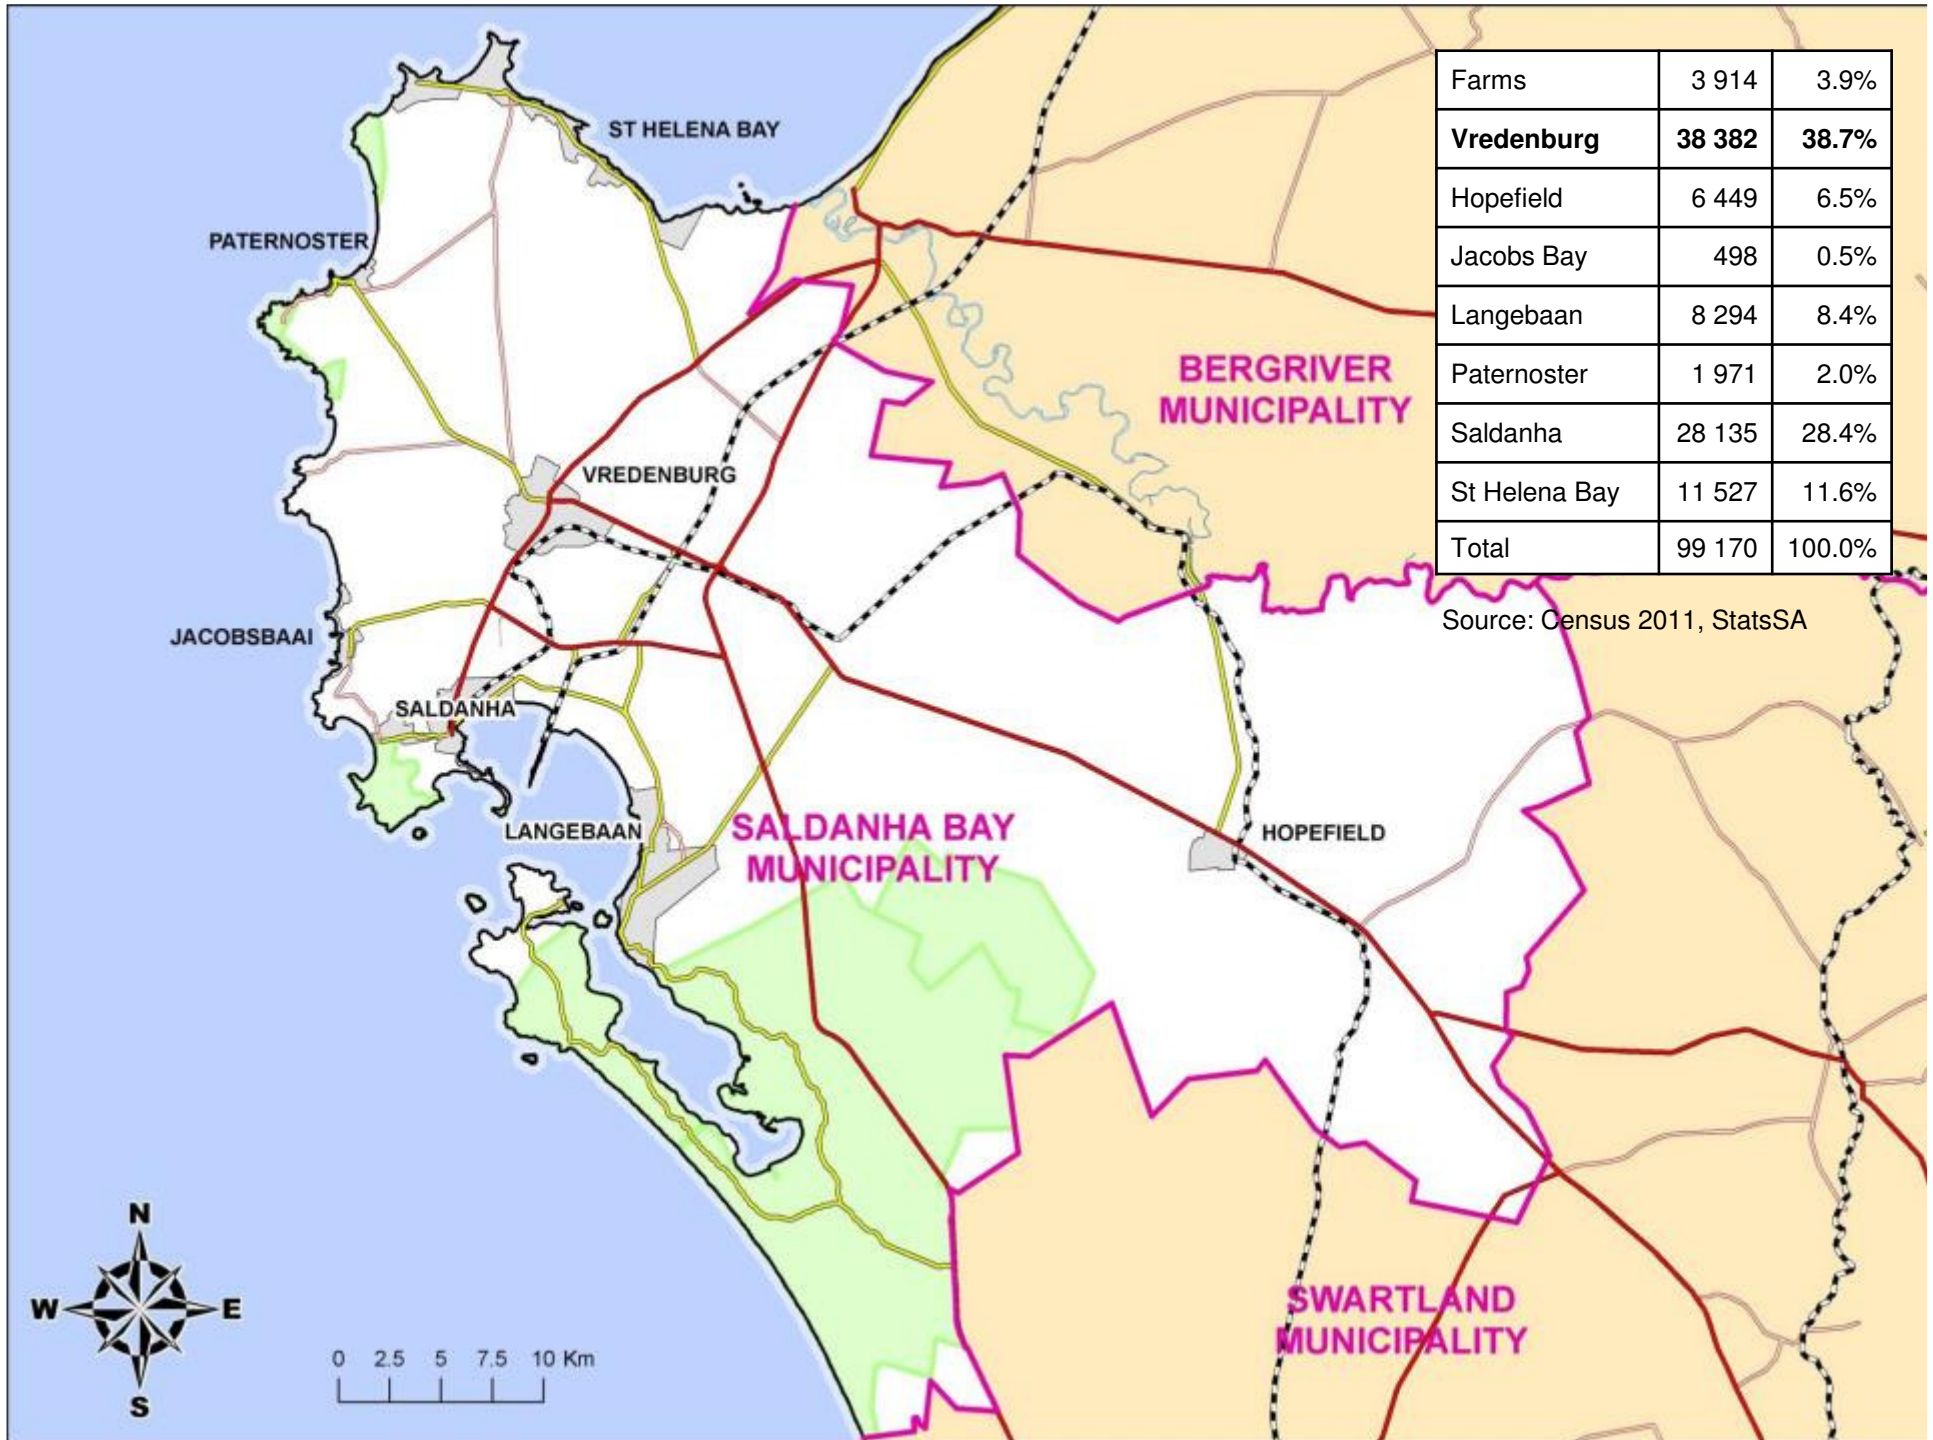 Farms 3 914 3.9%
Vredenburg 38 382 38.7%
Hopefield 6 449 6.5%
Jacobs Bay 498 0.5%
Langebaan 8 294 8.4%
Paternoster 1 971 2.0%
Saldanha 28 135 28.4%
St Helena Bay 11 527 11.6%
Total 99 170 100.0%
Source: Census 2011, StatsSA
ST HELENA BAY
PATERNOSTER
BERGRIVER
MUNICIPALITY
VREDENBURG
JACOBSBAAI
SALDANHA
LANGEBAAN
SALDANHA BAY
MUNICIPALITY
HOPEFIELD
SWARTLAND
MUNICIPALITY
N
W E
S
0 2.5 5 7.5 10 Km